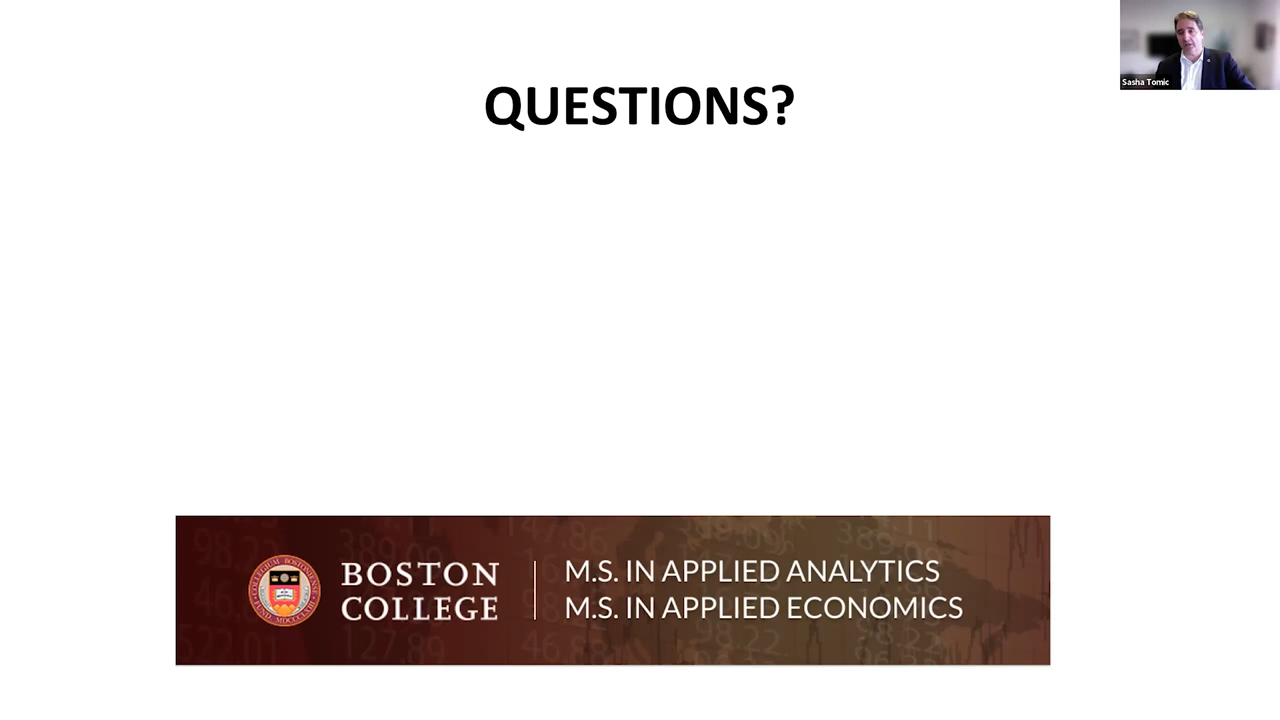 Sasha Tomic
QUESTIONS?
BOSTON
COLLEGE
M.S. IN APPLIED ANALYTICS
M.S. IN APPLIED ECONOMICS